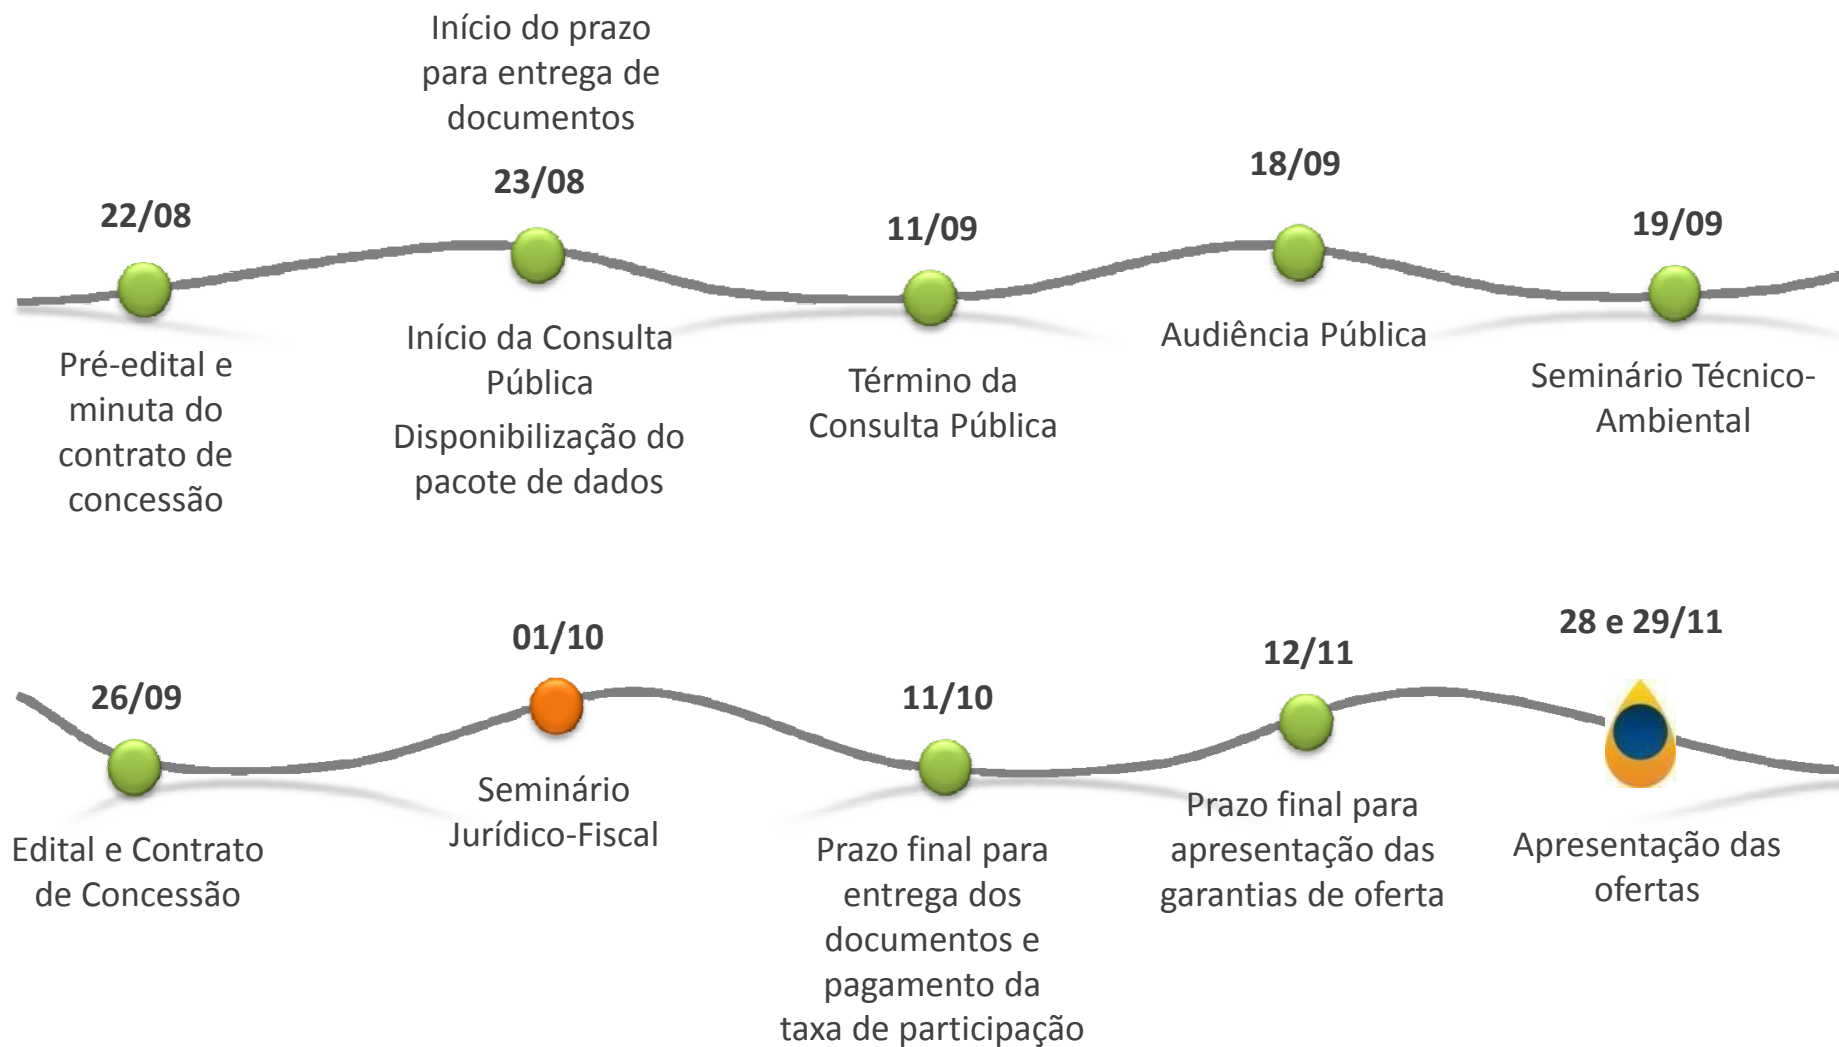 22/08
Pré-edital e
minuta do
contrato de
concessão
Início do prazo
para entrega de
documentos
23/08
Início da Consulta
Pública
Disponibilização do
pacote de dados
11/09
Término da
Consulta Pública
18/09
Audiência Pública
19/09
Seminário Técnico-
Ambiental
26/09
Edital e Contrato
de Concessão
01/10
Seminário
Jurídico-Fiscal
11/10
Prazo final para
entrega dos
documentos e
pagamento da
taxa de participação
12/11
Prazo final para
apresentação das
garantias de oferta
28 e 29/11
Apresentação das
ofertas